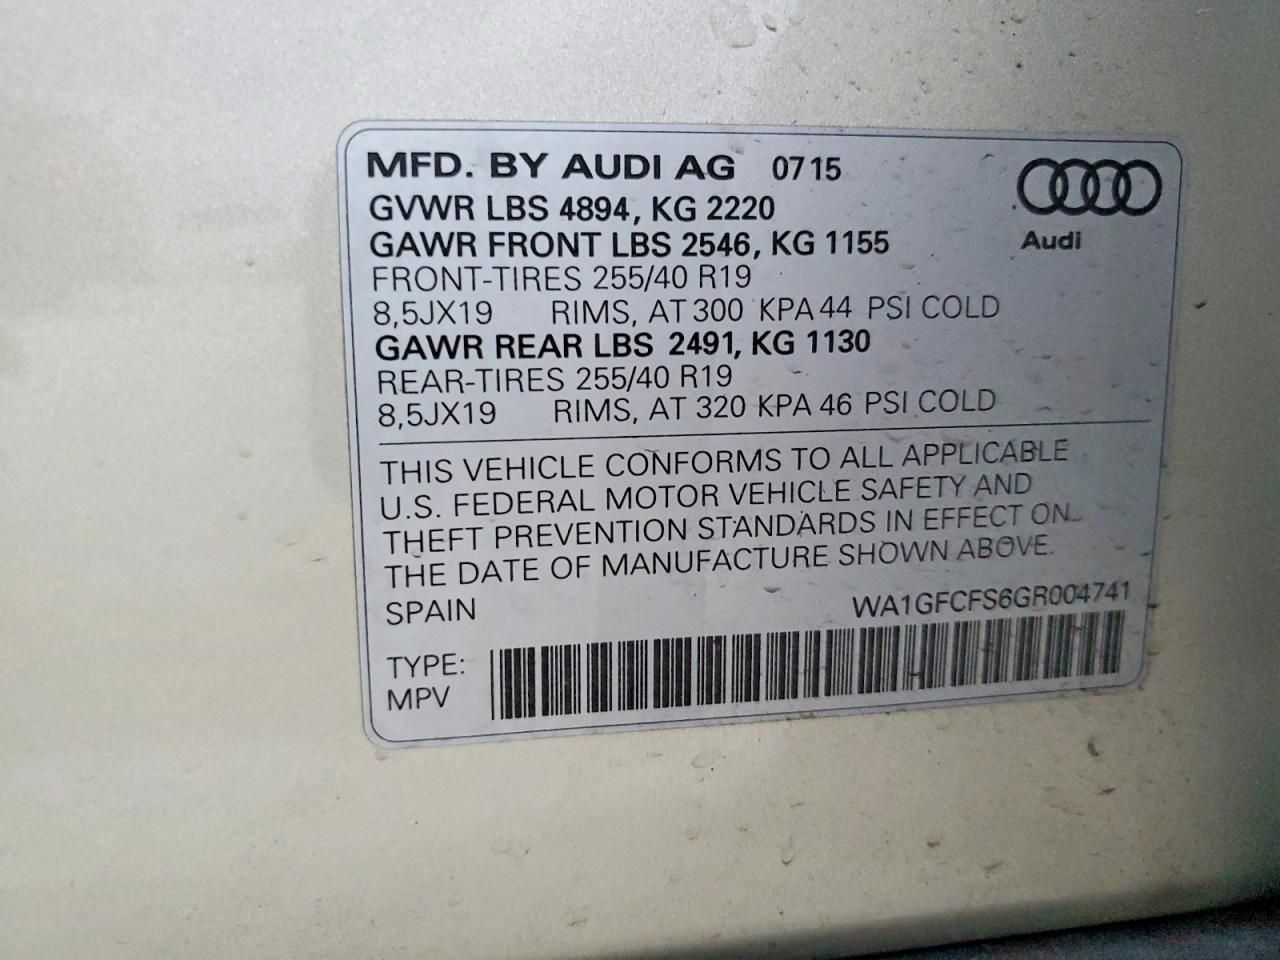 MFD. BY AUDI AG 0715
GVWR LBS 4894, KG 2220
GAWR FRONT LBS 2546, KG 1155
FRONT-TIRES 255/40 R19
8,5JX19 RIMS, AT 300 KPA 44 PSI COLD
GAWR REAR LBS 2491, KG 1130
REAR-TIRES 255/40 R19
8,5JX19 RIMS, AT 320 KPA 46 PSI COLD
Audi
THIS VEHICLE CONFORMS TO ALL APPLICABLE
U.S. FEDERAL MOTOR VEHICLE SAFETY AND
THEFT PREVENTION STANDARDS IN EFFECT ON
THE DATE OF MANUFACTURE SHOWN ABOVE.
SPAIN WA1GFCFS6GR004741
TYPE:
MPV